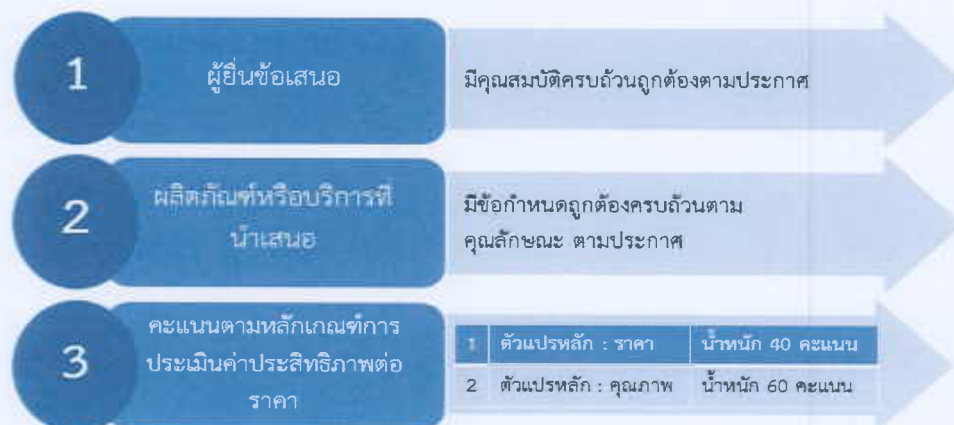 1
ผู้ยื่นข้อเสนอ
มีคุณสมบัติครบถ้วนถูกต้องตามประกาศ
2
ผลิตภัณฑ์หรือบริการที่
นำเสนอ
มีข้อกำหนดถูกต้องครบถ้วนตาม
คุณลักษณะ ตามประกาศ
3
คะแนนตามหลักเกณฑ์การ
ประเมินค่าประสิทธิภาพต่อ
ราคา
1 ตัวแปรหลัก : ราคา น้ำหนัก 40 คะแนน
2 ตัวแปรหลัก : คุณภาพ น้ำหนัก 60 คะแนน